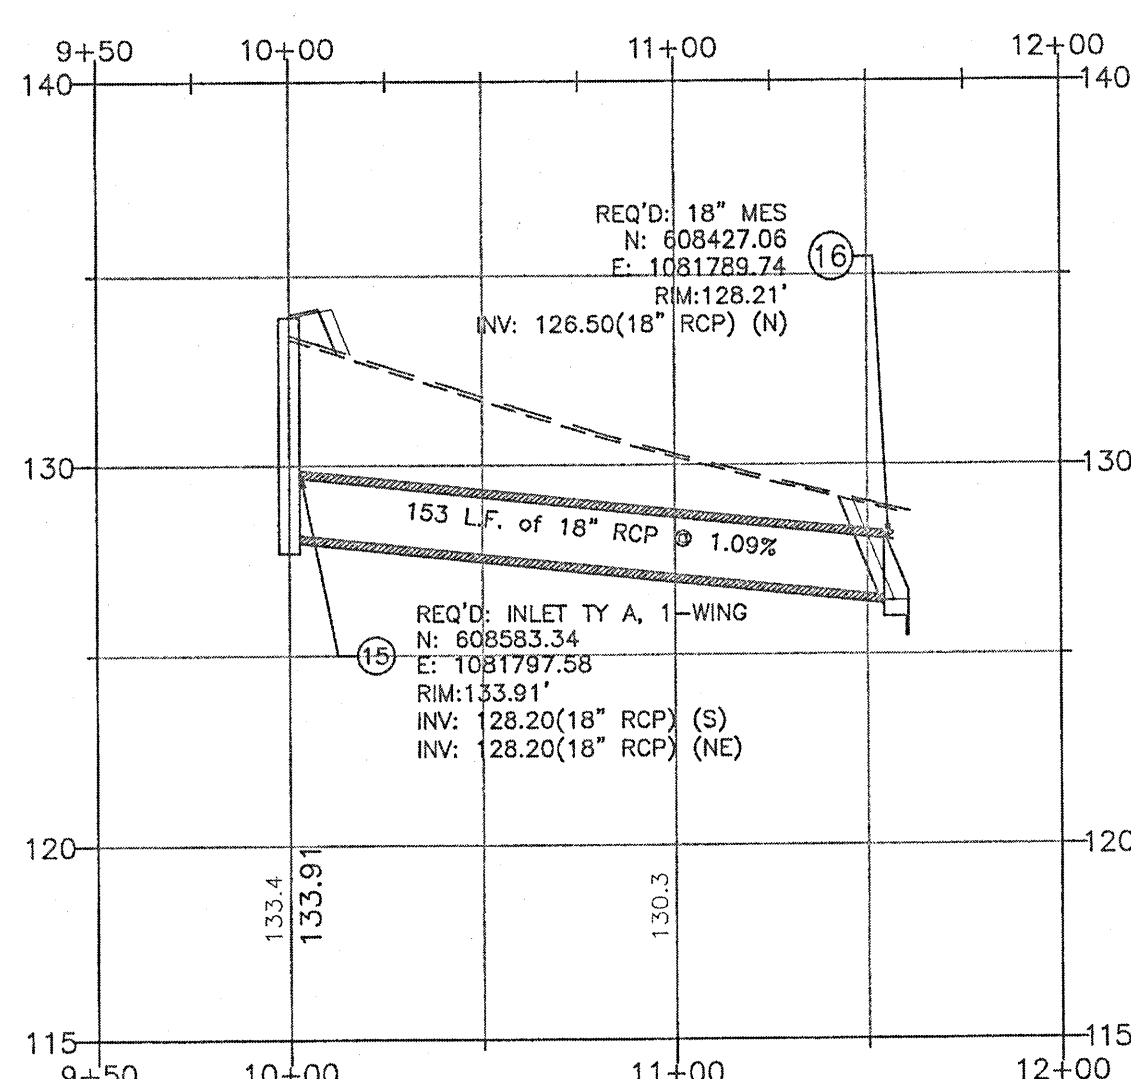 9+50 10+00 11+00 12+00
140 140
REQ'D: 18" MES
N: 608427.06
E: 1081789.74
RIM:128.21'
INV: 126.50(18" RCP) (N)
16
130 130
153 L.F. of 18" RCP @ 1.09%
REQ'D: INLET TY A, 1-WING
N: 608583.34
E: 1081797.58
RIM:133.91'
INV: 128.20(18" RCP) (S)
INV: 128.20(18" RCP) (NE)
15
120 120
133.4
133.91
130.3
115 115
9+50 10+00 11+00 12+00